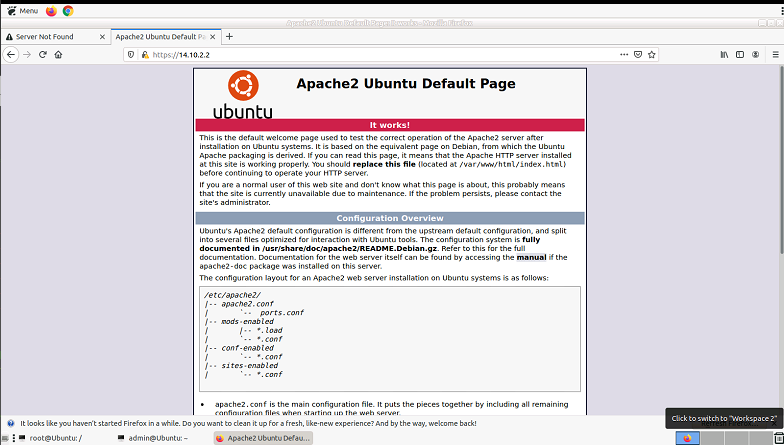 Menu
Apache2 Ubuntu Default Page: It works - Mozilla Firefox
Server Not Found
Apache2 Ubuntu Default Pa
https://14.10.2.2
Apache2 Ubuntu Default Page
ubuntu
It works!
This is the default welcome page used to test the correct operation of the Apache2 server after
installation on Ubuntu systems. It is based on the equivalent page on Debian, from which the Ubuntu
Apache packaging is derived. If you can read this page, it means that the Apache HTTP server installed
at this site is working properly. You should replace this file (located at /var/www/html/index.html)
before continuing to operate your HTTP server.
If you are a normal user of this web site and don't know what this page is about, this probably means
that the site is currently unavailable due to maintenance. If the problem persists, please contact the
site's administrator.
Configuration Overview
Ubuntu's Apache2 default configuration is different from the upstream default configuration, and split
into several files optimized for interaction with Ubuntu tools. The configuration system is fully
documented in /usr/share/doc/apache2/README.Debian.gz. Refer to this for the full
documentation. Documentation for the web server itself can be found by accessing the manual if the
apache2-doc package was installed on this server.
The configuration layout for an Apache2 web server installation on Ubuntu systems is as follows:
/etc/apache2/
|-- apache2.conf
|       `--  ports.conf
|-- mods-enabled
|       |-- *.load
|       `-- *.conf
|-- conf-enabled
|       `-- *.conf
|-- sites-enabled
|       `-- *.conf
• apache2.conf is the main configuration file. It puts the pieces together by including all remaining
configuration files when starting up the web server.
Click to switch to "Workspace 2"
It looks like you haven't started Firefox in a while. Do you want to clean it up for a fresh, like-new experience? And by the way, welcome back!
root@Ubuntu: /
admin@Ubuntu: ~
Apache2 Ubuntu Defau...